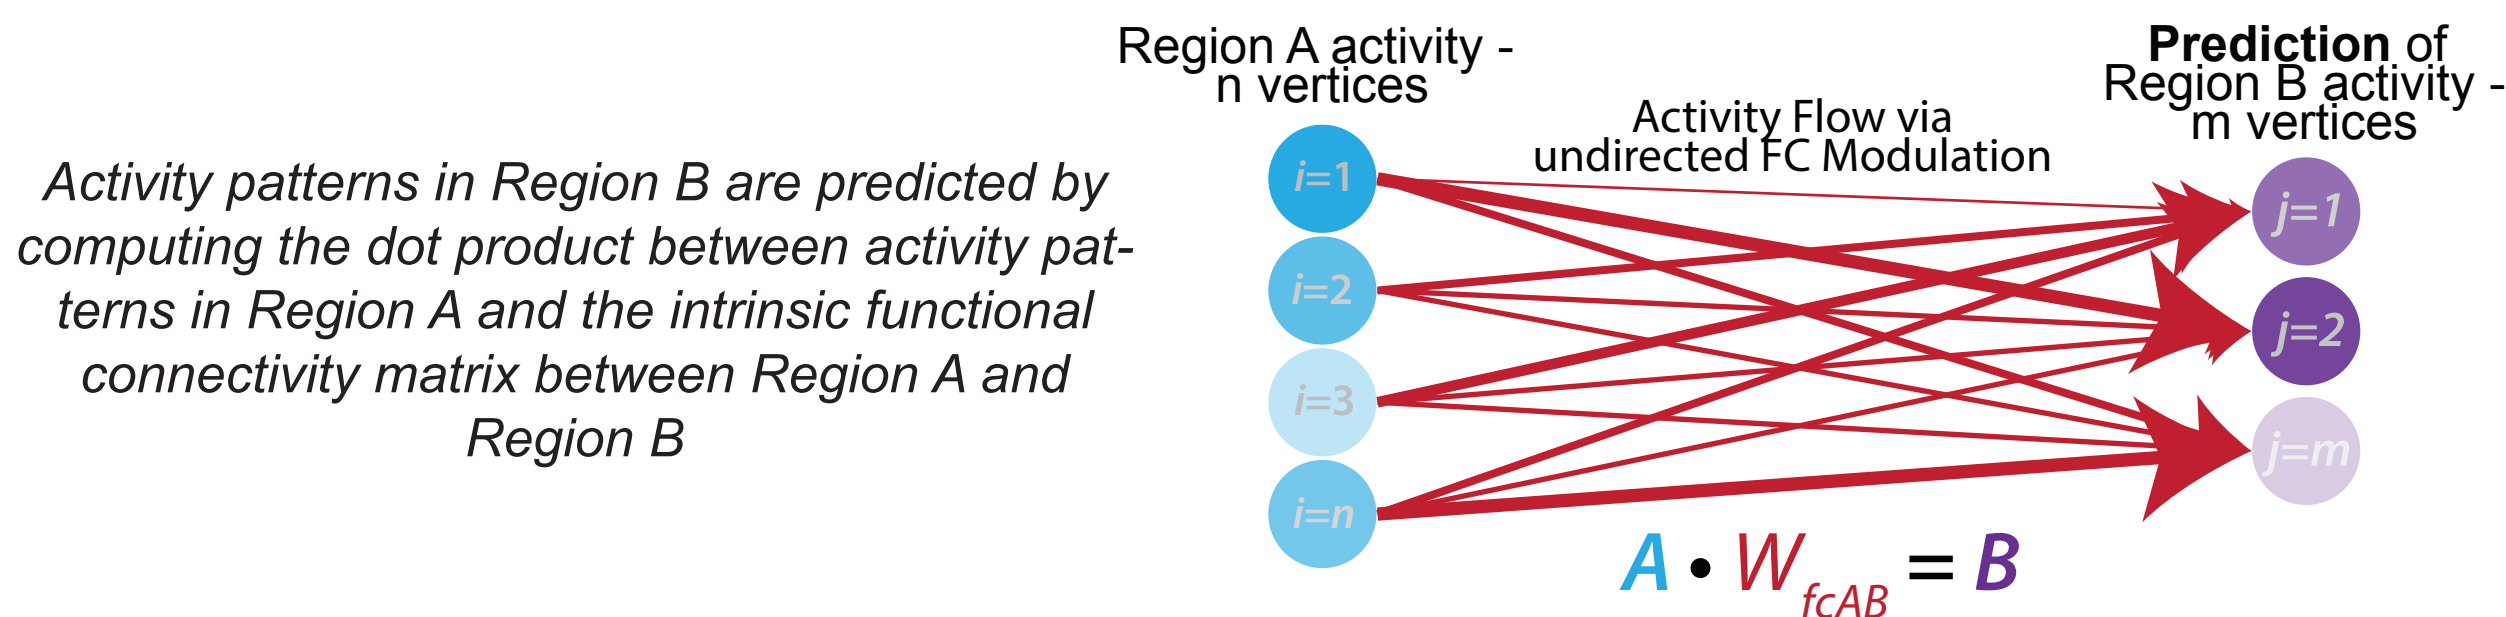 Activity patterns in Region B are predicted by
computing the dot product between activity pat-
terns in Region A and the intrinsic functional
connectivity matrix between Region A and
Region B
Region A activity -
n vertices
i=1
i=2
i=3
i=n
Activity Flow via
undirected FC Modulation
Prediction of
Region B activity -
m vertices
j=1
j=2
j=m
A • W_fcAB = B